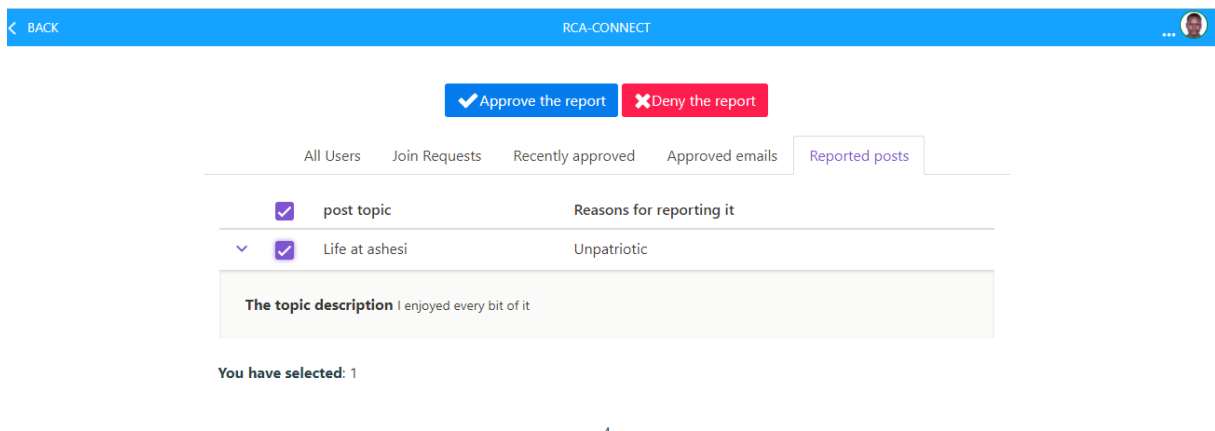 BACK RCA-CONNECT ...
Approve the report Deny the report
All Users Join Requests Recently approved Approved emails Reported posts
post topic Reasons for reporting it
Life at ashesi Unpatriotic
The topic description I enjoyed every bit of it
You have selected: 1